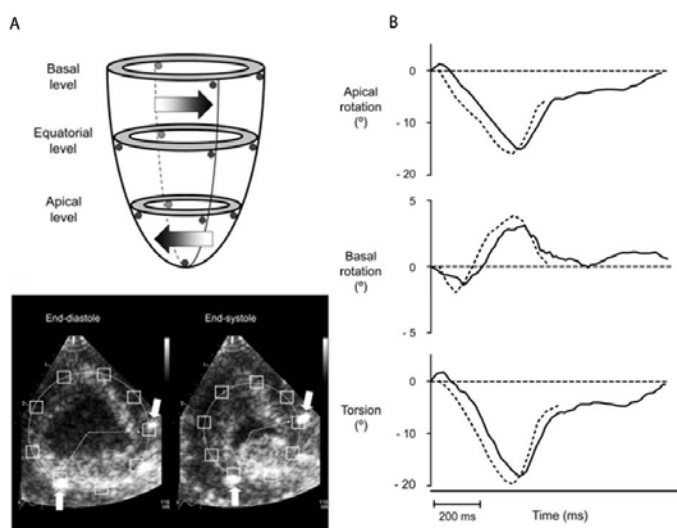 A
Basal
level
Equatorial
level
Apical
level
End-diastole
End-systole
B
Apical
rotation
(º)
0
- 10
- 20
Basal
rotation
(º)
5
0
- 5
Torsion
(º)
0
- 10
- 20
200 ms
Time (ms)